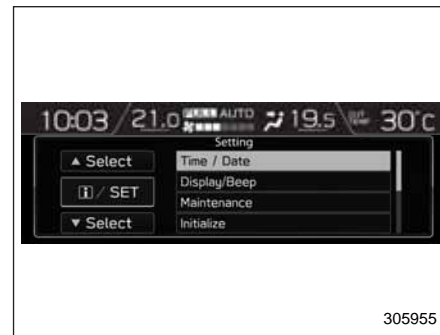 10:03 21.0 AUTO 19.5 30°C
Setting
▲ Select
Time / Date
i / SET
Display/Beep
Maintenance
▼ Select
Initialize
305955